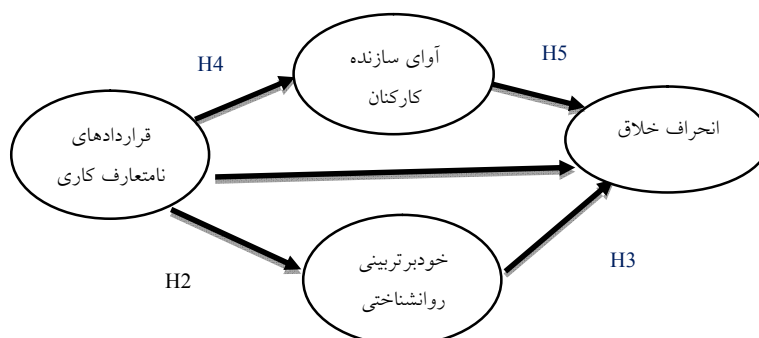 آوای سازنده
کارکنان
H4
H5
قراردادهای
نامتعارف کاری
انحراف خلاق
خودبرتربینی
روانشناختی
H2
H3